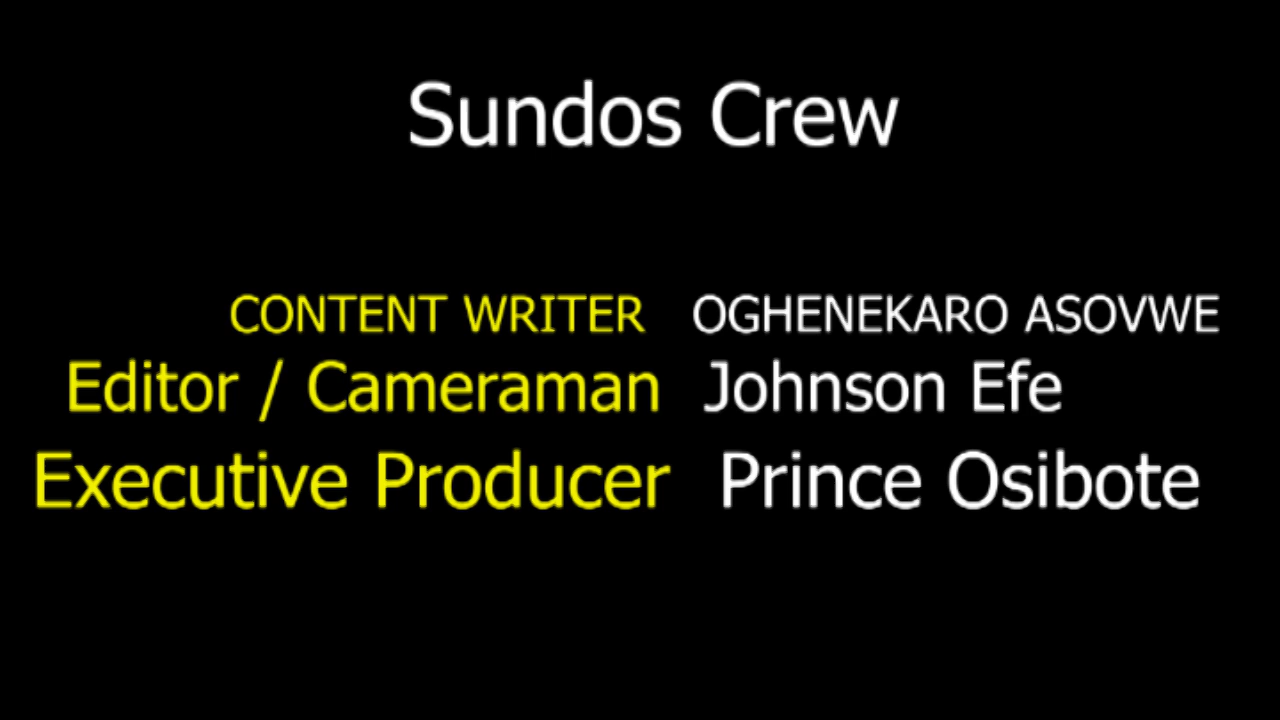 Sundos Crew
CONTENT WRITER OGHENEKARO ASOVWE
Editor / Cameraman Johnson Efe
Executive Producer Prince Osibote